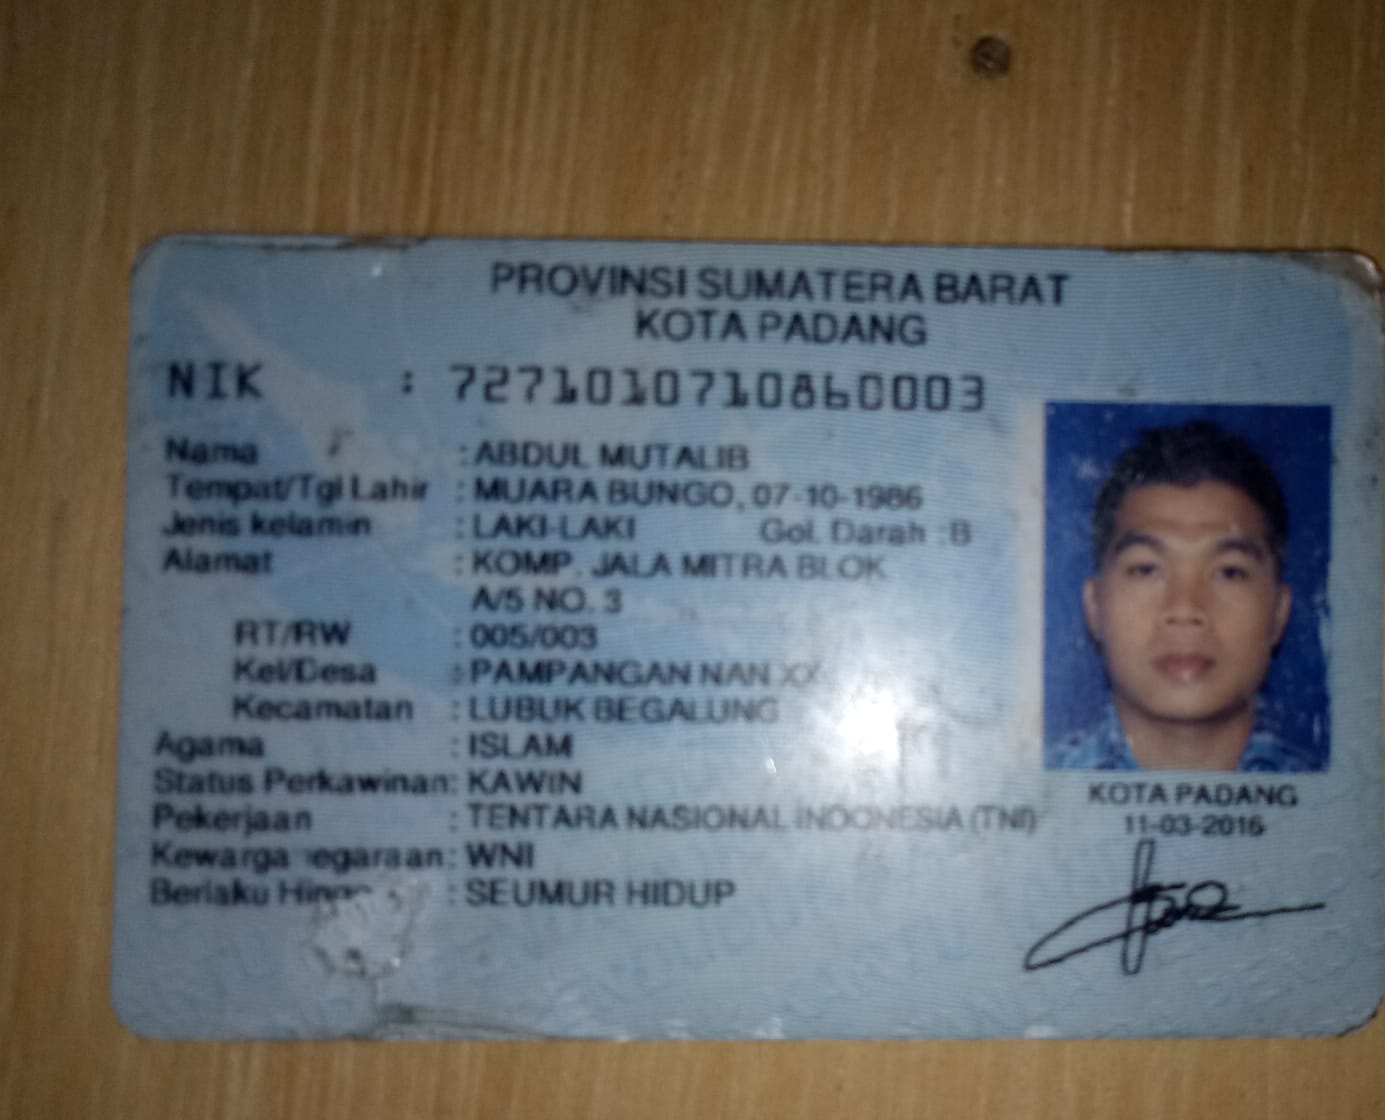 PROVINSI SUMATERA BARAT
KOTA PADANG
NIK : 7271010710860003
Nama : ABDUL MUTALIB
Tempat/Tgl Lahir : MUARA BUNGO, 07-10-1986
Jenis kelamin : LAKI-LAKI Gol. Darah : B
Alamat : KOMP. JALA MITRA BLOK
A/5 NO. 3
RT/RW : 005/003
Kel/Desa : PAMPANGAN NAN XX
Kecamatan : LUBUK BEGALUNG
Agama : ISLAM
Status Perkawinan: KAWIN
Pekerjaan : TENTARA NASIONAL INDONESIA (TNI)
Kewarga egaraan: WNI
Berlaku : SEUMUR HIDUP
KOTA PADANG
11-03-2016